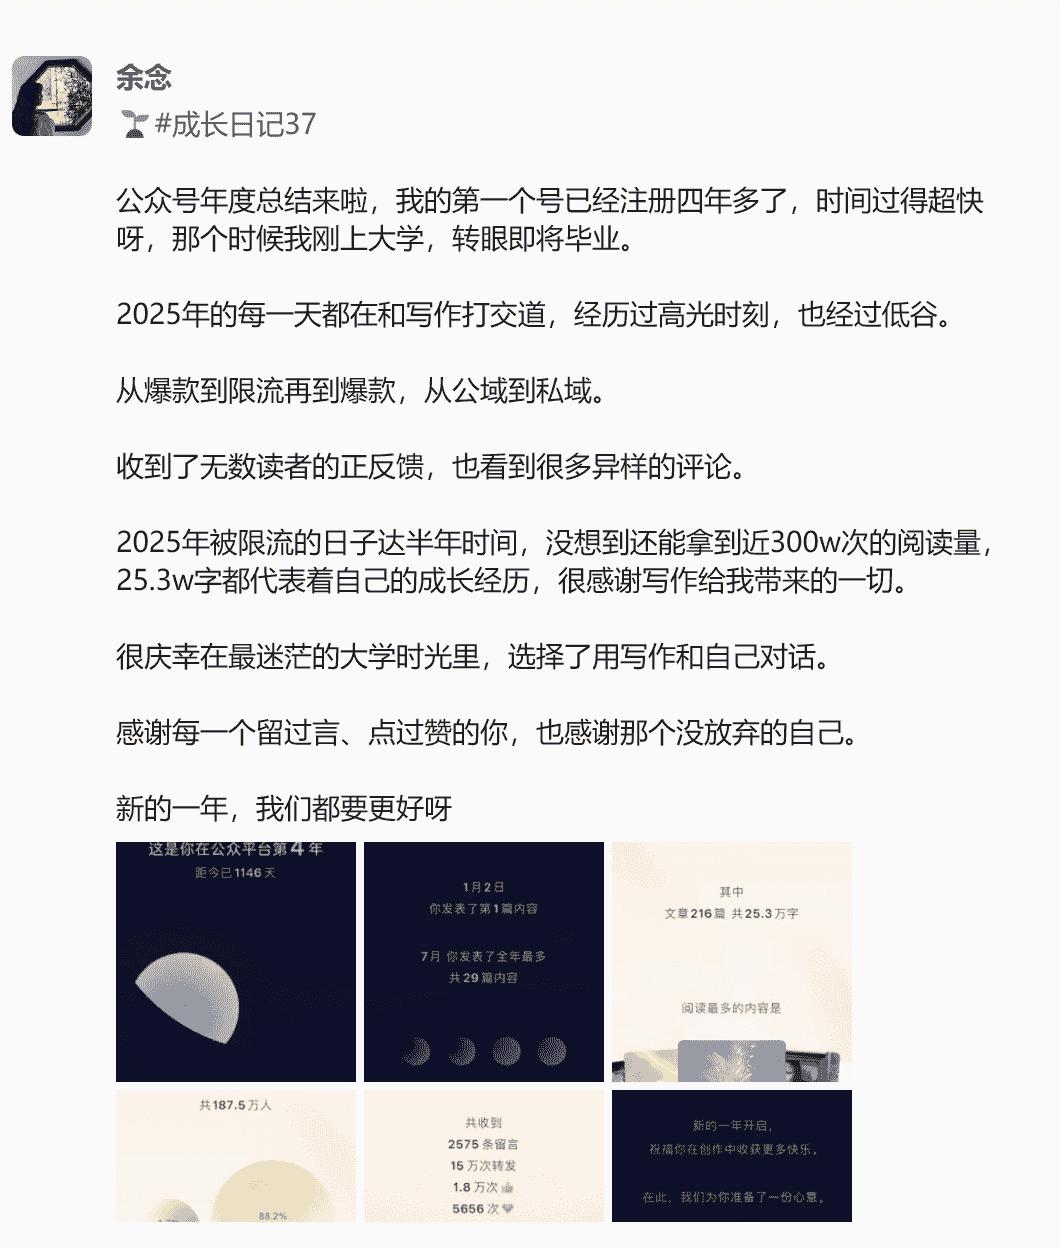 余念
#成长日记37
公众号年度总结来啦，我的第一个号已经注册四年多了，时间过得超快
呀，那个时候我刚上大学，转眼即将毕业。
2025年的每一天都在和写作打交道，经历过高光时刻，也经过低谷。
从爆款到限流再到爆款，从公域到私域。
收到了无数读者的正反馈，也看到很多异样的评论。
2025年被限流的日子达半年时间，没想到还能拿到近300w次的阅读量，
25.3w字都代表着自己的成长经历，很感谢写作给我带来的一切。
很庆幸在最迷茫的大学时光里，选择了用写作和自己对话。
感谢每一个留过言、点过赞的你，也感谢那个没放弃的自己。
新的一年，我们都要更好呀
这是你在公众平台第4年
距今已1146天
1月2日
你发表了第1篇内容
7月 你发表了全年最多
共29篇内容
其中
文章216篇 共25.3万字
阅读最多的内容是
共187.5万人
88.2%
共收到
2575条留言
15万次转发
1.8万次
5656次
新的一年开启，
祝福你在创作中收获更多快乐。
在此，我们为你准备了一份心意。